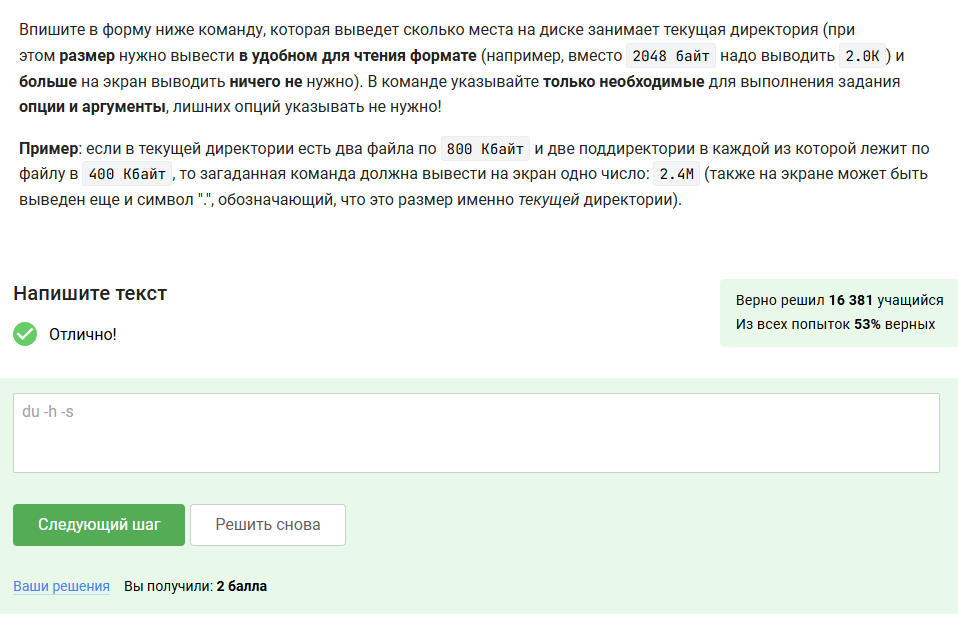 Впишите в форму ниже команду, которая выведет сколько места на диске занимает текущая директория (при
этом размер нужно вывести в удобном для чтения формате (например, вместо 2048 байт надо выводить 2.0K ) и
больше на экран выводить ничего не нужно). В команде указывайте только необходимые для выполнения задания
опции и аргументы, лишних опций указывать не нужно!
Пример: если в текущей директории есть два файла по 800 Кбайт и две поддиректории в каждой из которой лежит по
файлу в 400 Кбайт, то загаданная команда должна вывести на экран одно число: 2.4M (также на экране может быть
выведен еще и символ ".", обозначающий, что это размер именно текущей директории).
Напишите текст
Верно решил 16 381 учащийся
Из всех попыток 53% верных
Отлично!
du -h -s
Следующий шаг
Решить снова
Ваши решения Вы получили: 2 балла